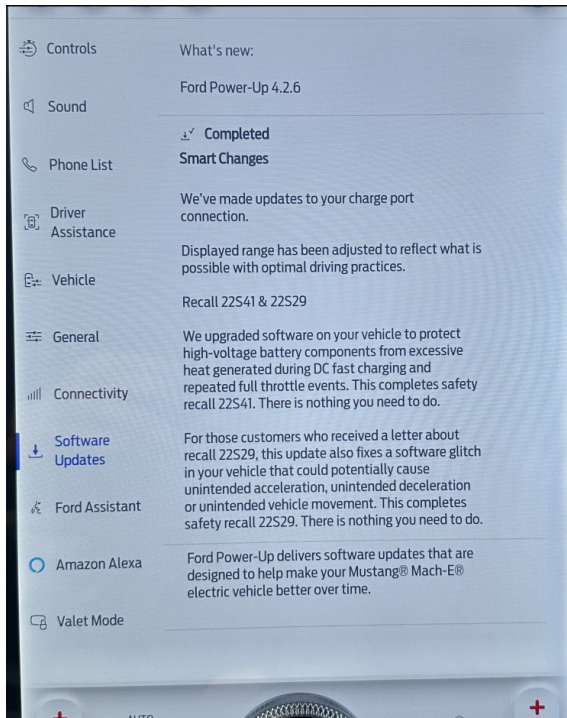 Controls
Sound
Phone List
Driver
Assistance
Vehicle
General
Connectivity
Software
Updates
Ford Assistant
Amazon Alexa
Valet Mode
What's new:
Ford Power-Up 4.2.6
Completed
Smart Changes
We've made updates to your charge port
connection.
Displayed range has been adjusted to reflect what is
possible with optimal driving practices.
Recall 22S41 & 22S29
We upgraded software on your vehicle to protect
high-voltage battery components from excessive
heat generated during DC fast charging and
repeated full throttle events. This completes safety
recall 22S41. There is nothing you need to do.
For those customers who received a letter about
recall 22S29, this update also fixes a software glitch
in your vehicle that could potentially cause
unintended acceleration, unintended deceleration
or unintended vehicle movement. This completes
safety recall 22S29. There is nothing you need to do.
Ford Power-Up delivers software updates that are
designed to help make your Mustang® Mach-E®
electric vehicle better over time.
+
AUTO
+